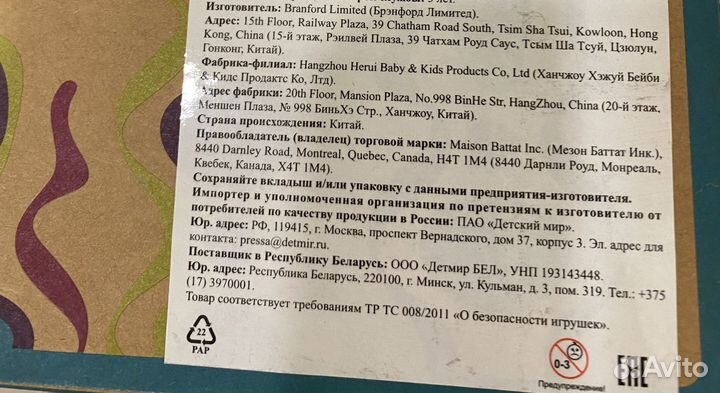 5 лет.
Изготовитель: Branford Limited (Брэнфорд Лимитед).
Адрес: 15th Floor, Railway Plaza, 39 Chatham Road South, Tsim Sha Tsui, Kowloon, Hong
Kong, China (15-й этаж, Рэилвей Плаза, 39 Чатхам Роуд Саус, Тсым Ша Тсуй, Цзюлун,
Гонконг, Китай).
Фабрика-филиал: Hangzhou Herui Baby & Kids Products Co, Ltd (Ханчжоу Хэжуй Бейби
& Кидс Продактс Ко, Лтд).
Адрес фабрики: 20th Floor, Mansion Plaza, No.998 BinHe Str, HangZhou, China (20-й этаж,
Меншен Плаза, № 998 БиньХэ Стр., Ханчжоу, Китай).
Страна происхождения: Китай.
Правообладатель (владелец) торговой марки: Maison Battat Inc. (Мезон Баттат Инк.),
8440 Darnley Road, Montreal, Quebec, Canada, H4T 1M4 (8440 Дарнли Роуд, Монреаль,
Квебек, Канада, Х4Т 1М4).
Сохраняйте вкладыш и/или упаковку с данными предприятия-изготовителя.
Импортер и уполномоченная организация по претензиям к изготовителю от
потребителей по качеству продукции в России: ПАО «Детский мир».
Юр. адрес: РФ, 119415, г. Москва, проспект Вернадского, дом 37, корпус 3. Эл. адрес для
контакта: pressa@detmir.ru.
Поставщик в Республику Беларусь: ООО «Детмир БЕЛ», УНП 193143448.
Юр. адрес: Республика Беларусь, 220100, г. Минск, ул. Кульман, д. 3, пом. 319. Тел.: +375
(17) 3970001.
Товар соответствует требованиям ТР ТС 008/2011 «О безопасности игрушек».
22
PAP
0-3
Предупреждение!
EAC
Avito